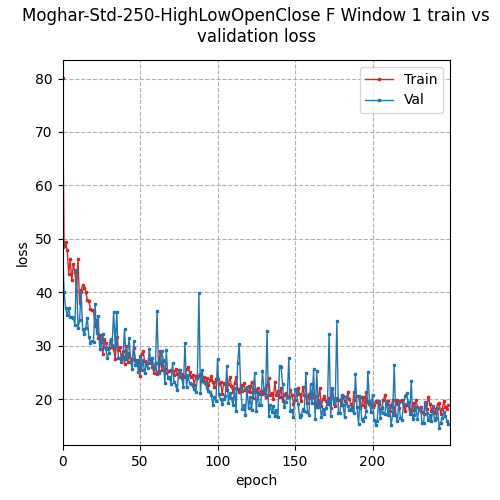 Moghar-Std-250-HighLowOpenClose F Window 1 train vs
validation loss
Train
Val
80
70
60
50
40
30
20
loss
0
50
100
150
200
epoch